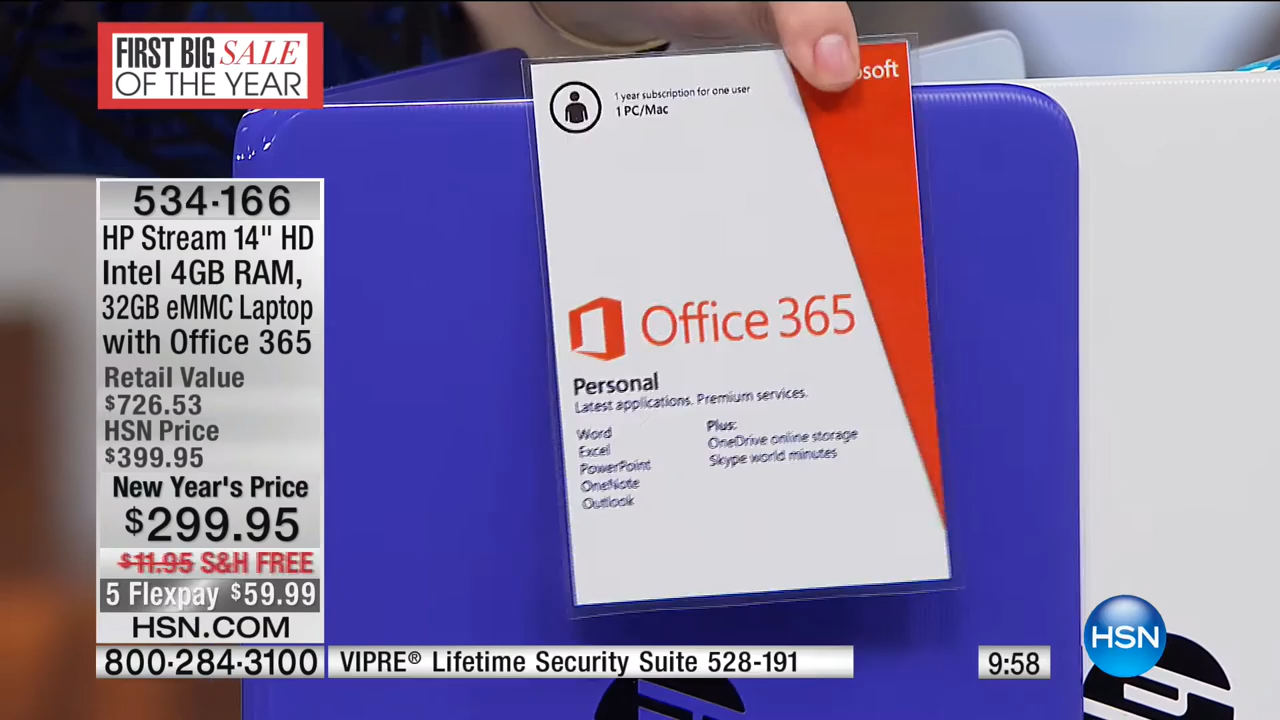 FIRST BIG SALE
OF THE YEAR
534-166
HP Stream 14" HD
Intel 4GB RAM,
32GB eMMC Laptop
with Office 365
Retail Value
$726.53
HSN Price
$399.95
New Year's Price
$299.95
$11.95 S&H FREE
5 Flexpay $59.99
HSN.COM
800-284-3100
VIPRE® Lifetime Security Suite 528-191
9:58
HSN
1 year subscription for one user
1 PC/Mac
osoft
Office 365
Personal
Latest applications. Premium services.
Word
Excel
PowerPoint
OneNote
Outlook
Plus:
OneDrive online storage
Skype world minutes